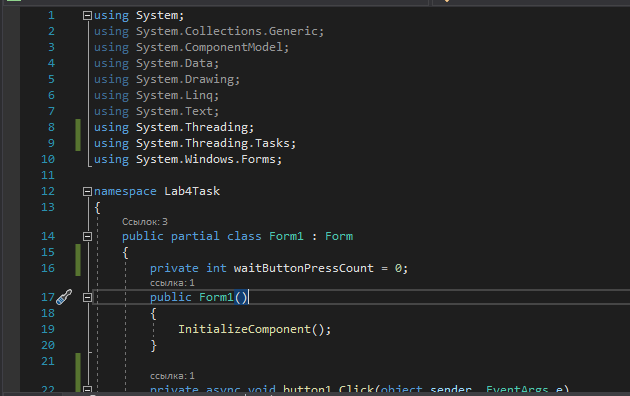 1 using System;
2 using System.Collections.Generic;
3 using System.ComponentModel;
4 using System.Data;
5 using System.Drawing;
6 using System.Linq;
7 using System.Text;
8 using System.Threading;
9 using System.Threading.Tasks;
10 using System.Windows.Forms;
11
12 namespace Lab4Task
13 {
Ссылок: 3
14 public partial class Form1 : Form
15 {
16 private int waitButtonPressCount = 0;
ссылка: 1
17 public Form1()
18 {
19 InitializeComponent();
20 }
21
ссылка: 1
22 private async void button1_Click(object sender, EventArgs e)